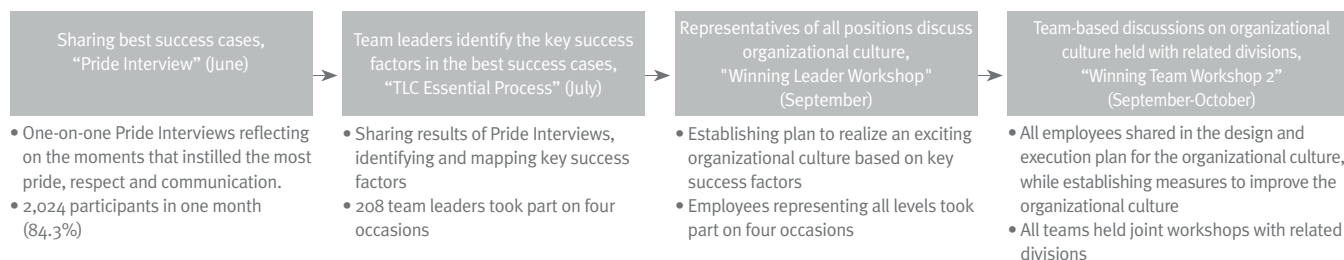 Sharing best success cases,
“Pride Interview” (June)
• One-on-one Pride Interviews reflecting
on the moments that instilled the most
pride, respect and communication.
• 2,024 participants in one month
(84.3%)
Team leaders identify the key success
factors in the best success cases,
“TLC Essential Process” (July)
• Sharing results of Pride Interviews,
identifying and mapping key success
factors
• 208 team leaders took part on four
occasions
Representatives of all positions discuss
organizational culture,
"Winning Leader Workshop"
(September)
• Establishing plan to realize an exciting
organizational culture based on key
success factors
• Employees representing all levels took
part on four occasions
Team-based discussions on organizational
culture held with related divisions,
“Winning Team Workshop 2”
(September-October)
• All employees shared in the design and
execution plan for the organizational culture,
while establishing measures to improve the
organizational culture
• All teams held joint workshops with related
divisions